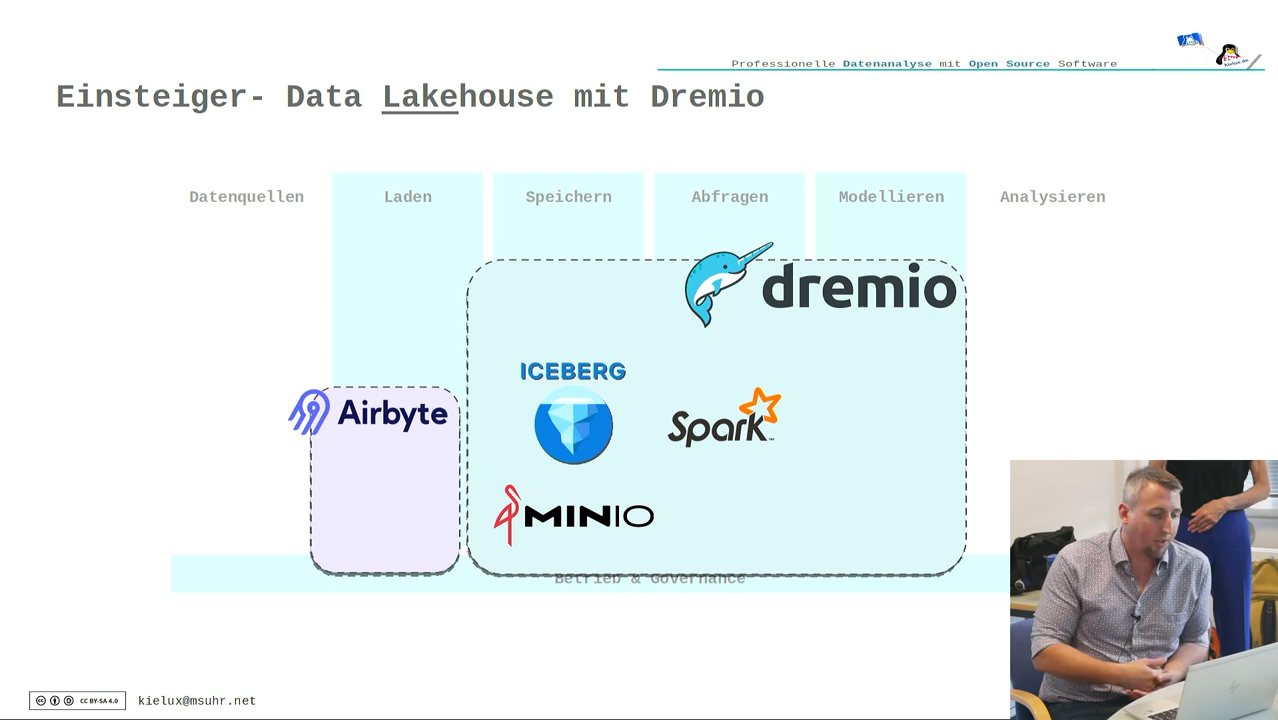 Professionelle Datenanalyse mit Open Source Software
Einsteiger- Data Lakehouse mit Dremio
Datenquellen
Laden
Speichern
Abfragen
Modellieren
Analysieren
dremio
ICEBERG
Airbyte
Spark
MINIO
Betrieb & Governance
CC BY-SA 4.0
kielux@msuhr.net